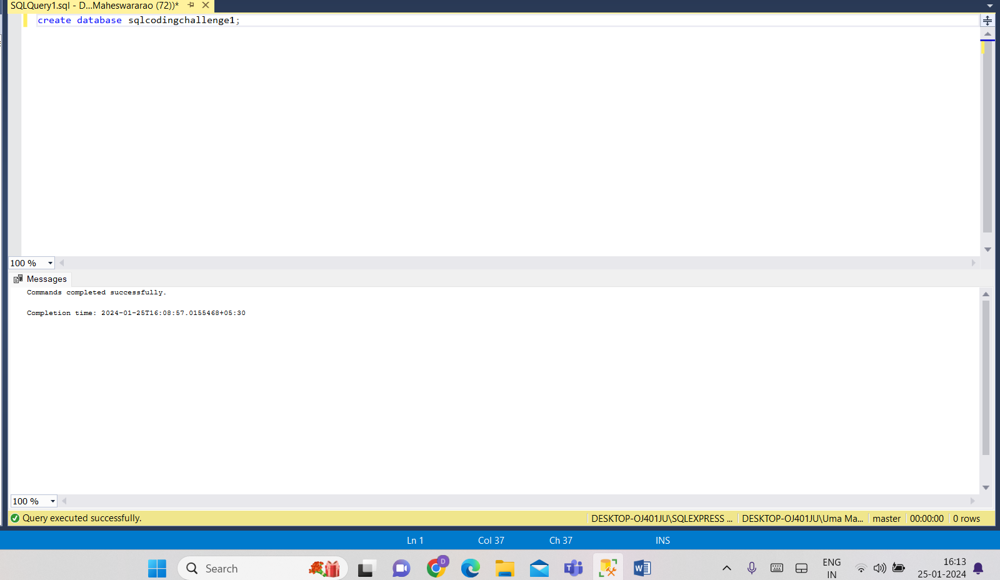 SQLQuery1.sql - D...Maheswararao (72))*
create database sqlcodingchallenge1;
100 %
Messages
Commands completed successfully.
Completion time: 2024-01-25T16:08:57.0155468+05:30
100 %
Query executed successfully.
DESKTOP-OJ401JU\SQLEXPRESS ...
DESKTOP-OJ401JU\Uma Ma...
master
00:00:00
0 rows
Ln 1
Col 37
Ch 37
INS
Search
D
ENG
IN
16:13
25-01-2024